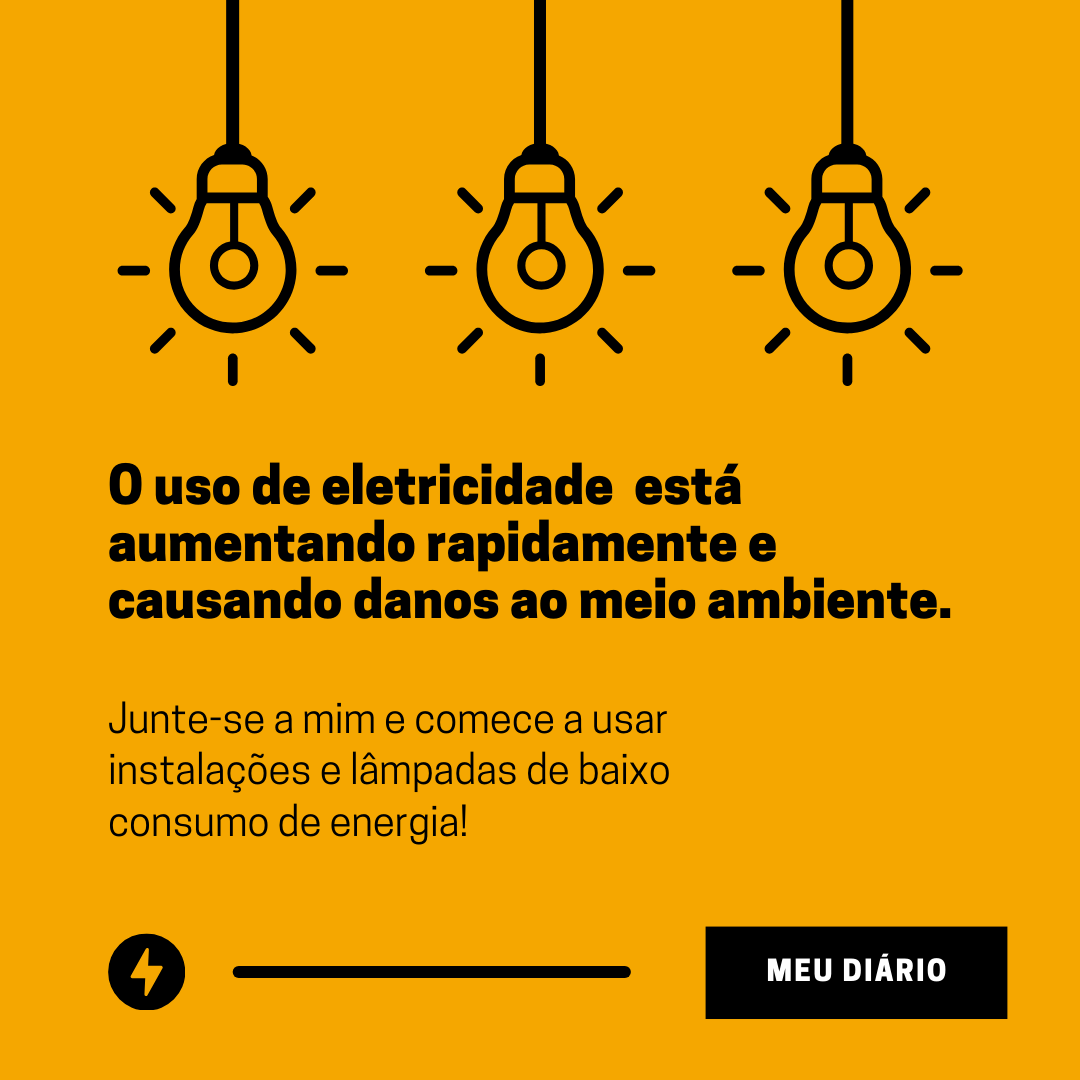 O uso de eletricidade  está
aumentando rapidamente e
causando danos ao meio ambiente.
Junte-se a mim e comece a usar
instalações e lâmpadas de baixo
consumo de energia!
MEU DIÁRIO